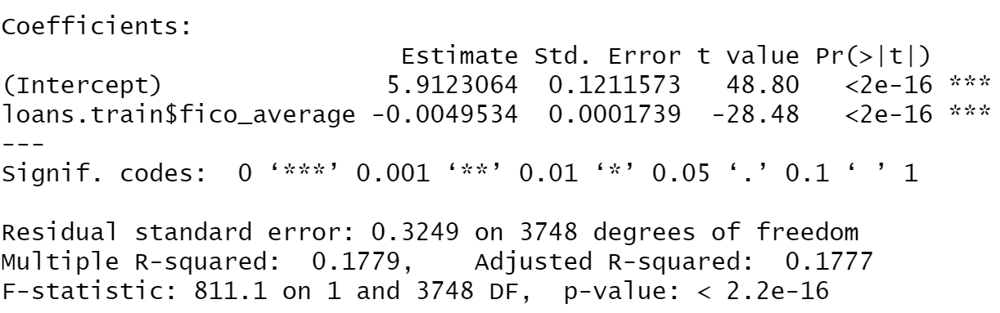 Coefficients:
Estimate Std. Error t value Pr(>|t|)
(Intercept) 5.9123064 0.1211573 48.80 <2e-16 ***
loans.train$fico_average -0.0049534 0.0001739 -28.48 <2e-16 ***
---
Signif. codes: 0 ‘***’ 0.001 ‘**’ 0.01 ‘*’ 0.05 ‘.’ 0.1 ‘ ’ 1
Residual standard error: 0.3249 on 3748 degrees of freedom
Multiple R-squared: 0.1779, Adjusted R-squared: 0.1777
F-statistic: 811.1 on 1 and 3748 DF, p-value: < 2.2e-16